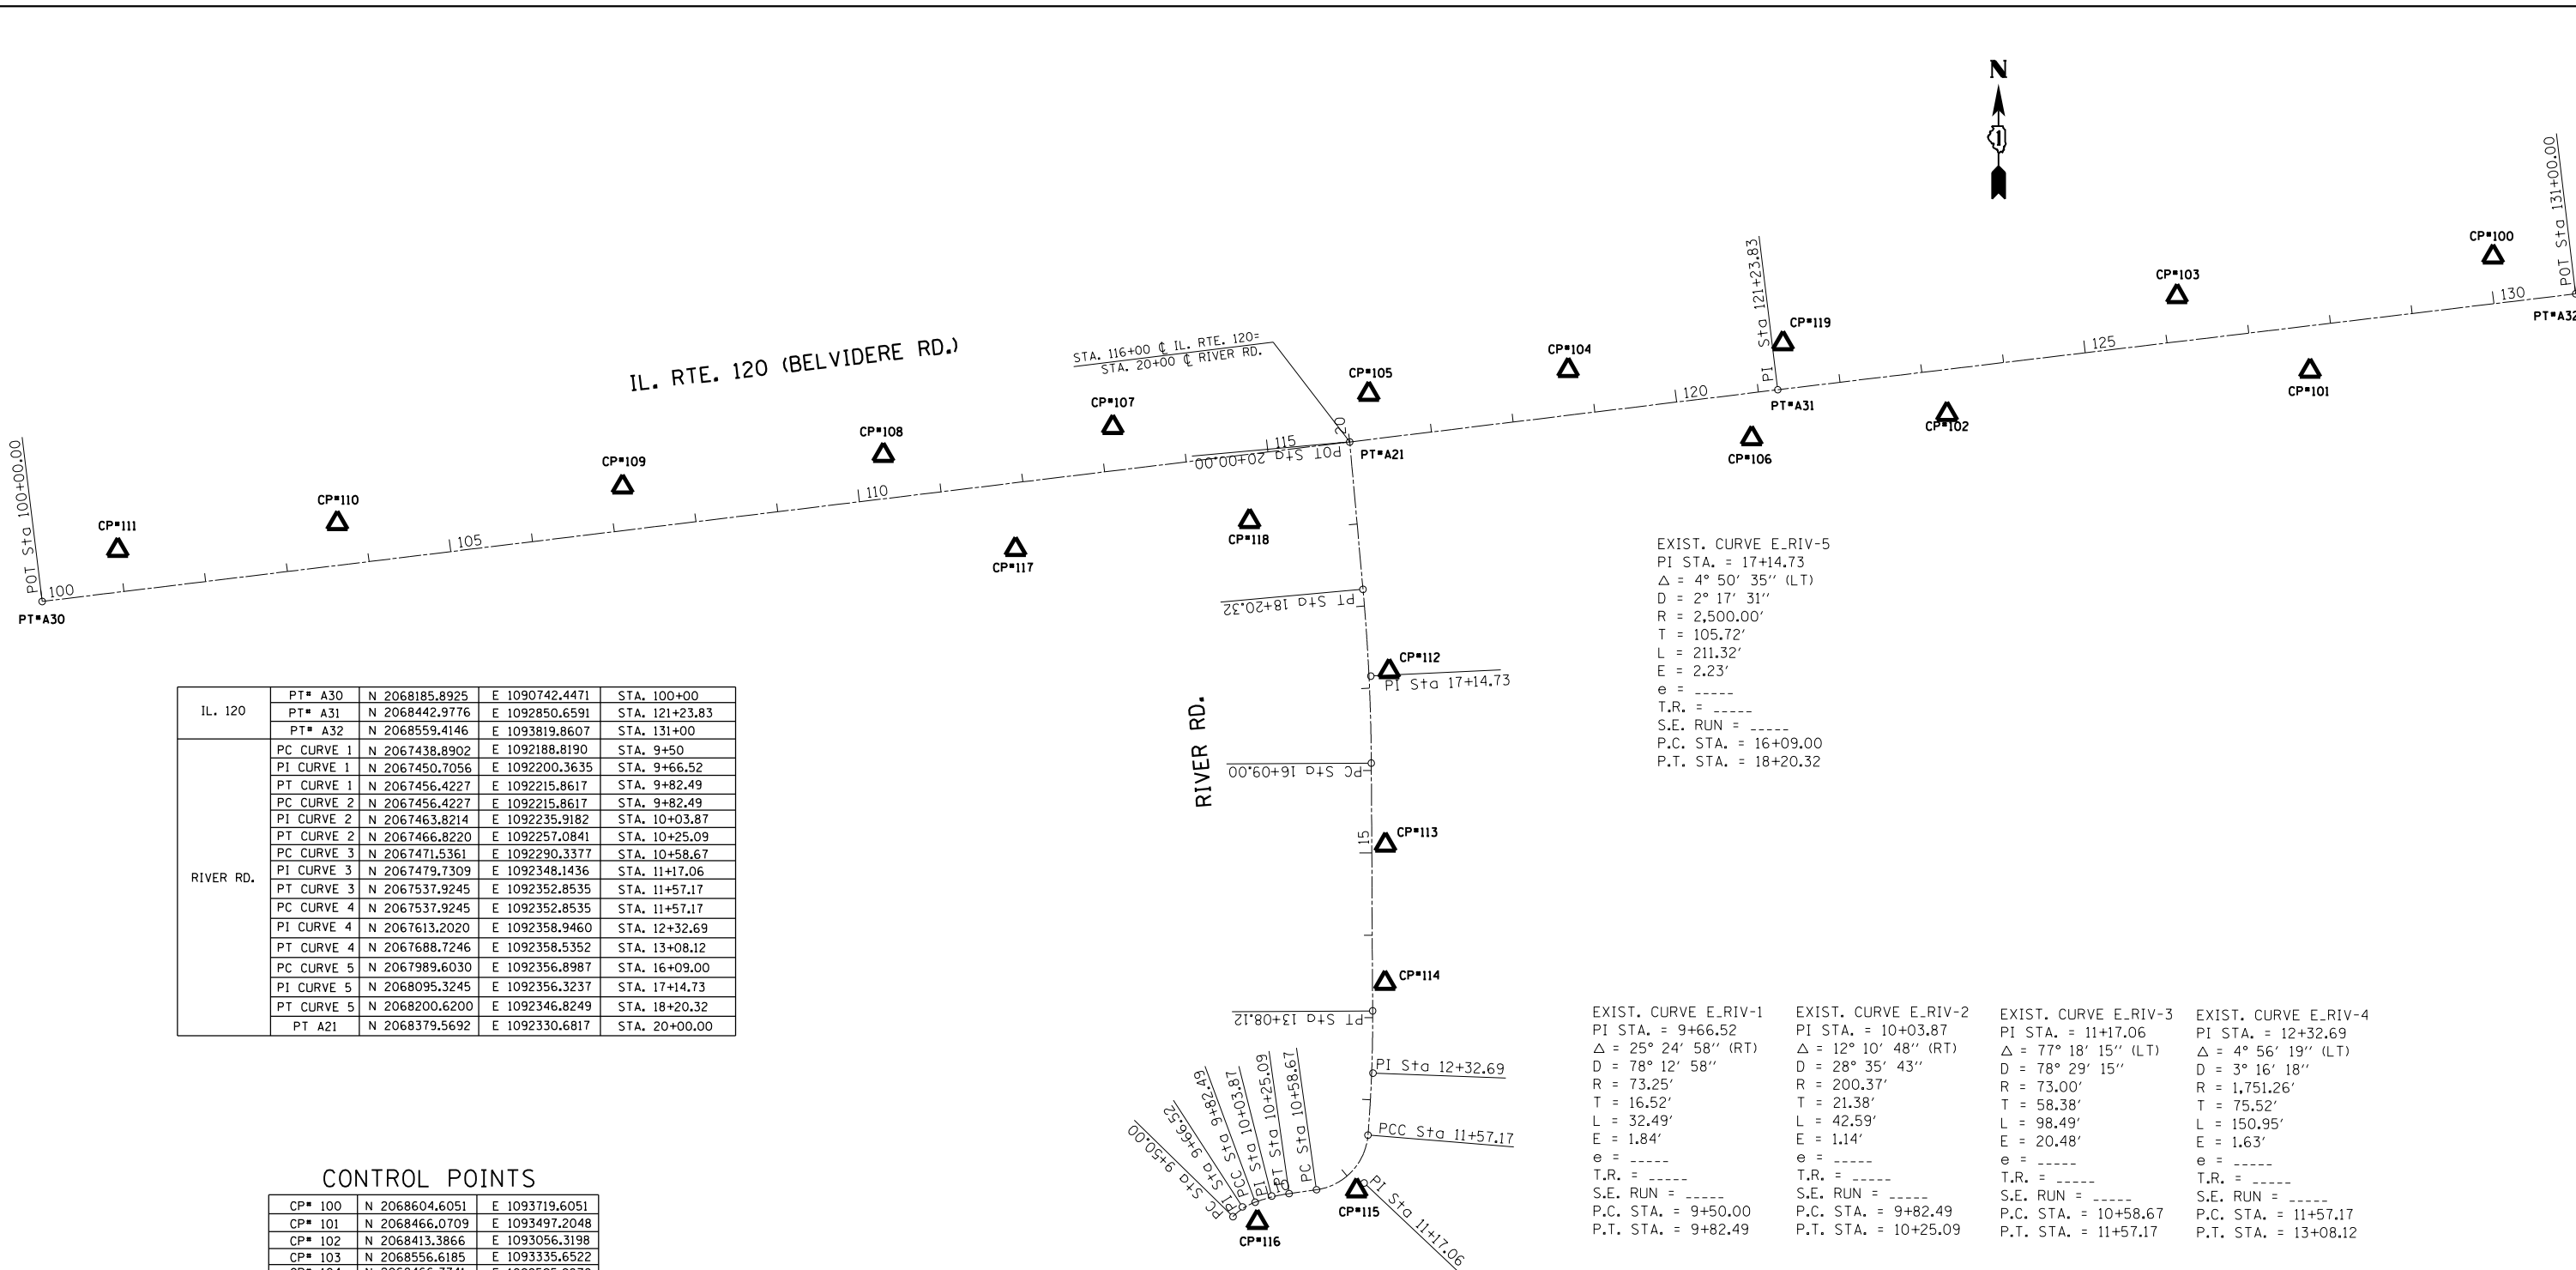 N
POT Sta 131+00.00
CP#100
CP#103
130
PT#A32
PI Sta 121+23.83
CP#119
125
CP#101
IL. RTE. 120 (BELVIDERE RD.)
STA. 116+00 ℄ IL. RTE. 120=
STA. 20+00 ℄ RIVER RD.
CP#104
CP#105
120
PT#A31
CP#102
CP#107
20
CP#106
CP#108
115
POT Sta 20+00.00
PT#A21
POT Sta 100+00.00
CP#109
CP#110
110
CP#111
105
CP#118
CP#117
100
PT#A30
PT Sta 18+20.32
CP#112
PI Sta 17+14.73
RIVER RD.
PC Sta 16+09.00
15
CP#113
CP#114
PT Sta 13+08.12
PI Sta 12+32.69
PCC Sta 11+57.17
PC Sta 9+50.00
PI Sta 9+66.52
PCC Sta 9+82.49
PI Sta 10+03.87
PT Sta 10+25.09
PC Sta 10+58.67
10
CP#115
PI Sta 11+17.06
CP#116
EXIST. CURVE E_RIV-5
PI STA. = 17+14.73
Δ = 4° 50' 35'' (LT)
D = 2° 17' 31''
R = 2,500.00'
T = 105.72'
L = 211.32'
E = 2.23'
e = _____
T.R. = _____
S.E. RUN = _____
P.C. STA. = 16+09.00
P.T. STA. = 18+20.32
IL. 120
PT# A30 N 2068185.8925 E 1090742.4471 STA. 100+00
PT# A31 N 2068442.9776 E 1092850.6591 STA. 121+23.83
PT# A32 N 2068559.4146 E 1093819.8607 STA. 131+00
RIVER RD.
PC CURVE 1 N 2067438.8902 E 1092188.8190 STA. 9+50
PI CURVE 1 N 2067450.7056 E 1092200.3635 STA. 9+66.52
PT CURVE 1 N 2067456.4227 E 1092215.8617 STA. 9+82.49
PC CURVE 2 N 2067456.4227 E 1092215.8617 STA. 9+82.49
PI CURVE 2 N 2067463.8214 E 1092235.9182 STA. 10+03.87
PT CURVE 2 N 2067466.8220 E 1092257.0841 STA. 10+25.09
PC CURVE 3 N 2067471.5361 E 1092290.3377 STA. 10+58.67
PI CURVE 3 N 2067479.7309 E 1092348.1436 STA. 11+17.06
PT CURVE 3 N 2067537.9245 E 1092352.8535 STA. 11+57.17
PC CURVE 4 N 2067537.9245 E 1092352.8535 STA. 11+57.17
PI CURVE 4 N 2067613.2020 E 1092358.9460 STA. 12+32.69
PT CURVE 4 N 2067688.7246 E 1092358.5352 STA. 13+08.12
PC CURVE 5 N 2067989.6030 E 1092356.8987 STA. 16+09.00
PI CURVE 5 N 2068095.3245 E 1092356.3237 STA. 17+14.73
PT CURVE 5 N 2068200.6200 E 1092346.8249 STA. 18+20.32
PT A21 N 2068379.5692 E 1092330.6817 STA. 20+00.00
EXIST. CURVE E_RIV-1
PI STA. = 9+66.52
Δ = 25° 24' 58'' (RT)
D = 78° 12' 58''
R = 73.25'
T = 16.52'
L = 32.49'
E = 1.84'
e = _____
T.R. = _____
S.E. RUN = _____
P.C. STA. = 9+50.00
P.T. STA. = 9+82.49
EXIST. CURVE E_RIV-2
PI STA. = 10+03.87
Δ = 12° 10' 48'' (RT)
D = 28° 35' 43''
R = 200.37'
T = 21.38'
L = 42.59'
E = 1.14'
e = _____
T.R. = _____
S.E. RUN = _____
P.C. STA. = 9+82.49
P.T. STA. = 10+25.09
EXIST. CURVE E_RIV-3
PI STA. = 11+17.06
Δ = 77° 18' 15'' (LT)
D = 78° 29' 15''
R = 73.00'
T = 58.38'
L = 98.49'
E = 20.48'
e = _____
T.R. = _____
S.E. RUN = _____
P.C. STA. = 10+58.67
P.T. STA. = 11+57.17
EXIST. CURVE E_RIV-4
PI STA. = 12+32.69
Δ = 4° 56' 19'' (LT)
D = 3° 16' 18''
R = 1,751.26'
T = 75.52'
L = 150.95'
E = 1.63'
e = _____
T.R. = _____
S.E. RUN = _____
P.C. STA. = 11+57.17
P.T. STA. = 13+08.12
CONTROL POINTS
CP# 100 N 2068604.6051 E 1093719.6051
CP# 101 N 2068466.0709 E 1093497.2048
CP# 102 N 2068413.3866 E 1093056.3198
CP# 103 N 2068556.6185 E 1093335.6522